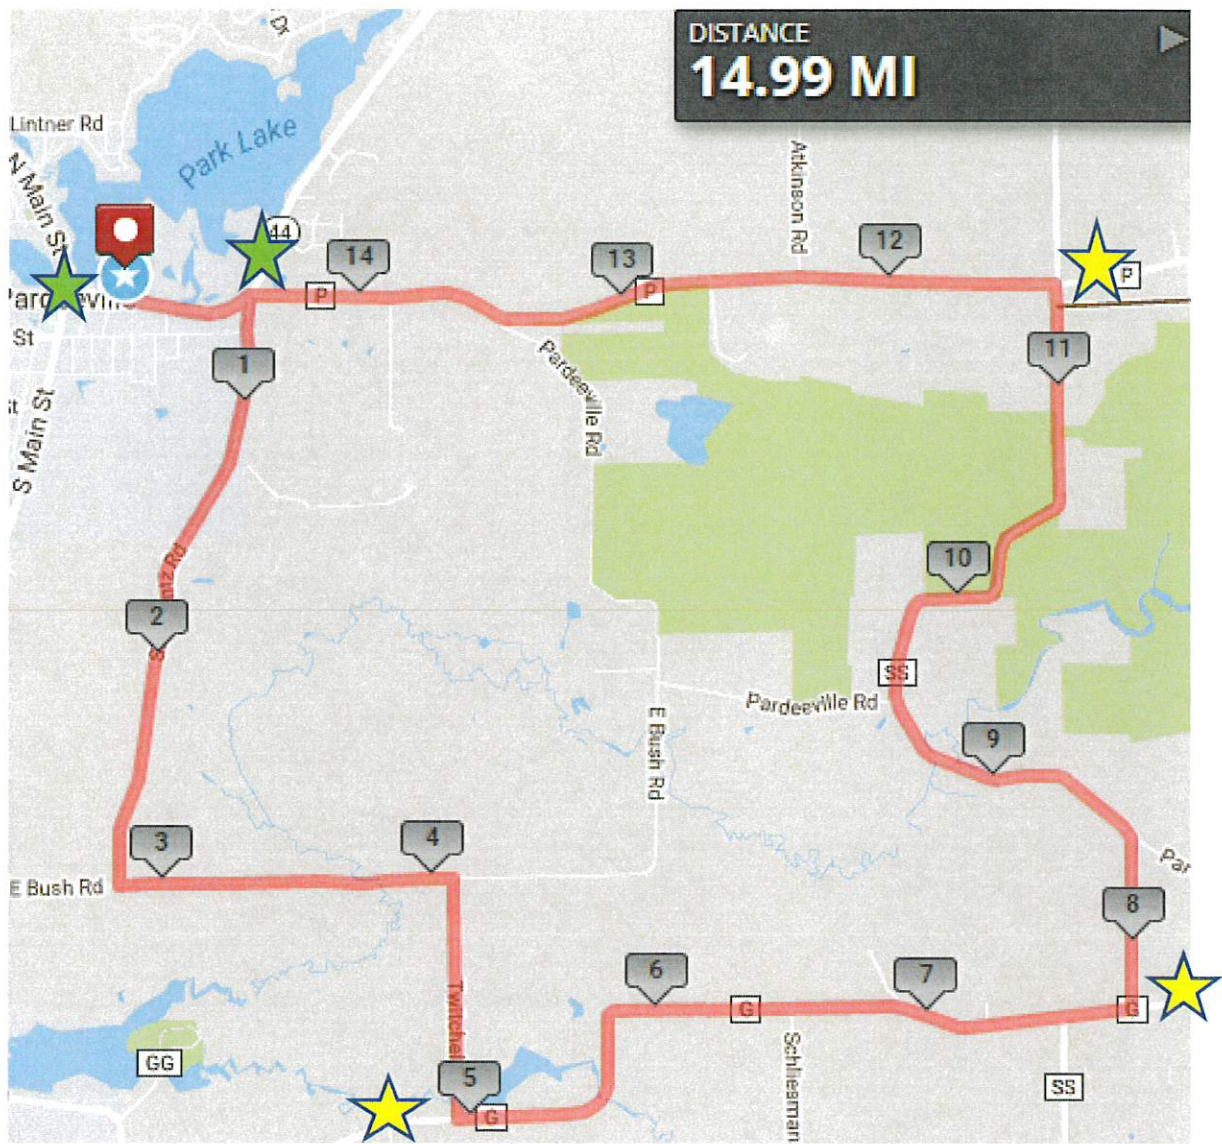 Dr
DISTANCE
14.99 MI
Lintner Rd
Park Lake
N Main St
Atkinson Rd
44
14
13
12
P
P
P
St
1
11
Pardeeville Rd
S Main St
10
2
SS
Pardeeville Rd
E Bush Rd
9
3
4
E Bush Rd
8
6
7
G
G
Twitchel
GG
5
G
Schliesman
SS